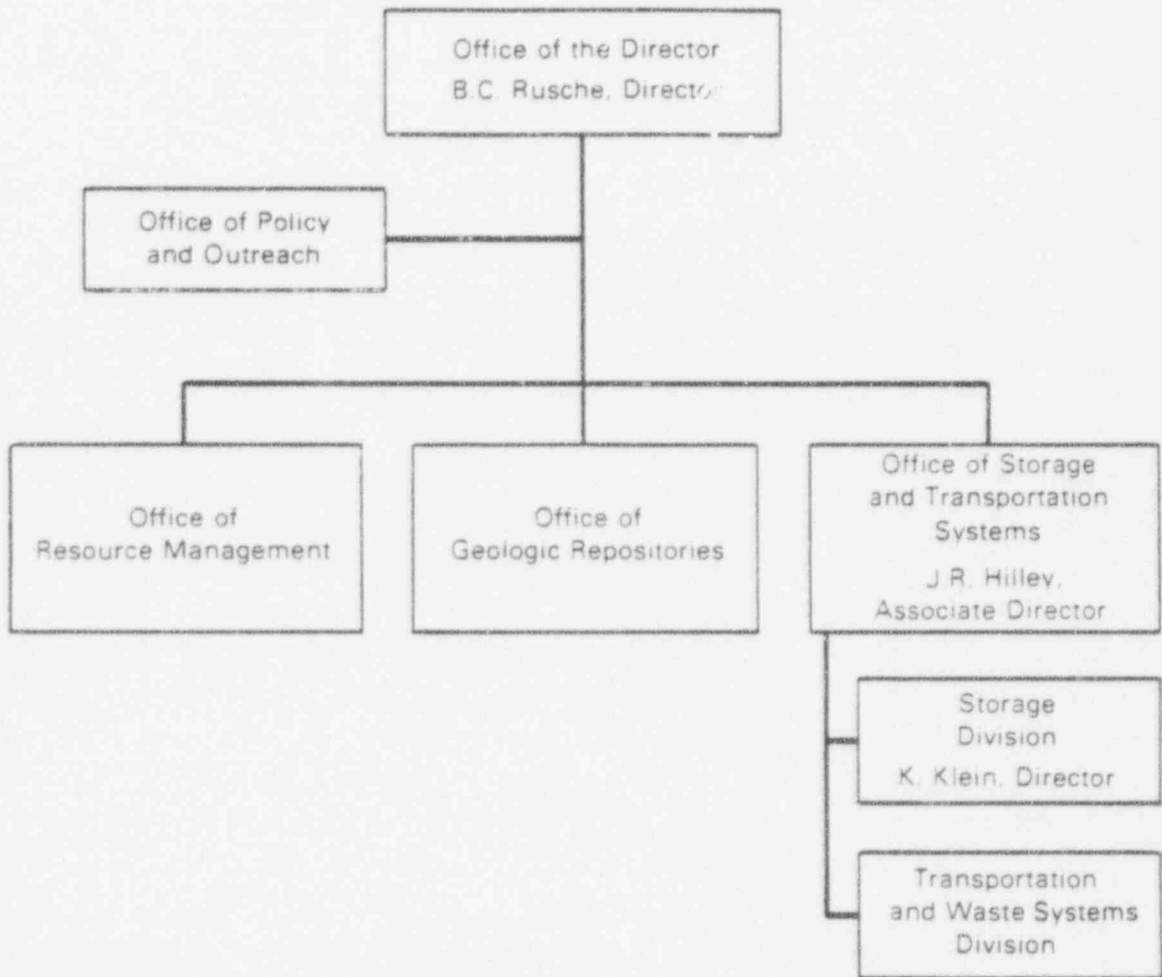 Office of the Director
B.C. Rusche, Director
Office of Policy
and Outreach
Office of
Resource Management
Office of
Geologic Repositories
Office of Storage
and Transportation
Systems
J.R. Hilley,
Associate Director
Storage
Division
K. Klein, Director
Transportation
and Waste Systems
Division